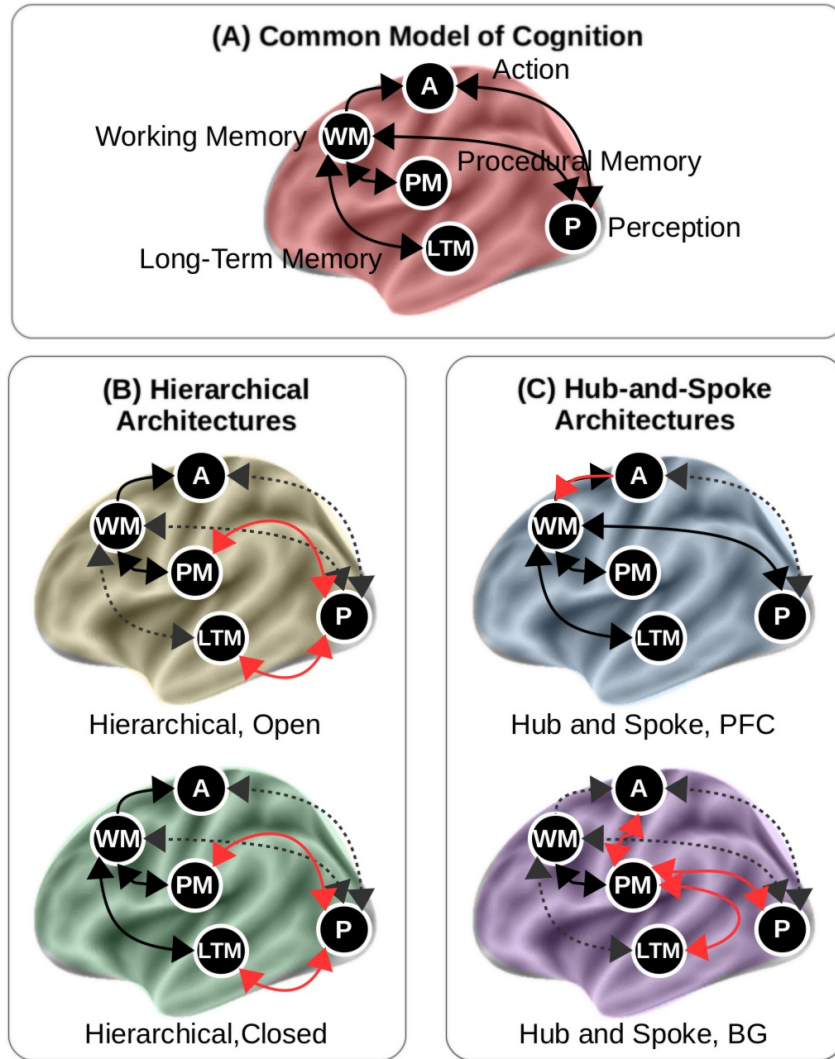 (A) Common Model of Cognition
Action
A
Working Memory
WM
Procedural Memory
PM
P
Perception
LTM
Long-Term Memory
(B) Hierarchical
Architectures
A
WM
PM
P
LTM
Hierarchical, Open
A
WM
PM
P
LTM
Hierarchical,Closed
(C) Hub-and-Spoke
Architectures
A
WM
PM
P
LTM
Hub and Spoke, PFC
A
WM
PM
P
LTM
Hub and Spoke, BG